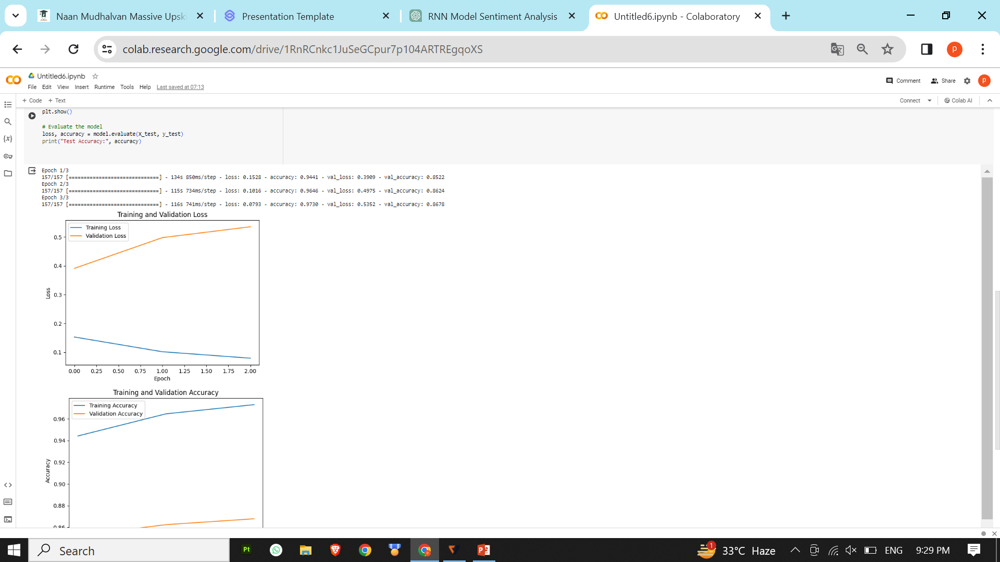 Naan Mudhalvan Massive Upski
Presentation Template
RNN Model Sentiment Analysis
Untitled6.ipynb - Colaboratory
colab.research.google.com/drive/1RnRCnkc1JuSeGCpur7p104ARTREgqoXS
p
CO
Untitled6.ipynb
File Edit View Insert Runtime Tools Help Last saved at 07:13
Comment Share p
+ Code + Text
Connect Colab AI
plt.show()
# Evaluate the model
loss, accuracy = model.evaluate(X_test, y_test)
print("Test Accuracy:", accuracy)
{x}
Epoch 1/3
157/157 [==============================] - 134s 850ms/step - loss: 0.1528 - accuracy: 0.9441 - val_loss: 0.3909 - val_accuracy: 0.8522
Epoch 2/3
157/157 [==============================] - 115s 734ms/step - loss: 0.1016 - accuracy: 0.9646 - val_loss: 0.4975 - val_accuracy: 0.8624
Epoch 3/3
157/157 [==============================] - 116s 741ms/step - loss: 0.0793 - accuracy: 0.9730 - val_loss: 0.5352 - val_accuracy: 0.8678
Training and Validation Loss
Training Loss
Validation Loss
0.5
0.4
0.3
0.2
0.1
Loss
0.00 0.25 0.50 0.75 1.00 1.25 1.50 1.75 2.00
Epoch
Training and Validation Accuracy
Training Accuracy
Validation Accuracy
0.96
0.94
0.92
0.90
0.88
0.86
Accuracy
Search
Pt
1
33°C Haze
ENG
9:29 PM